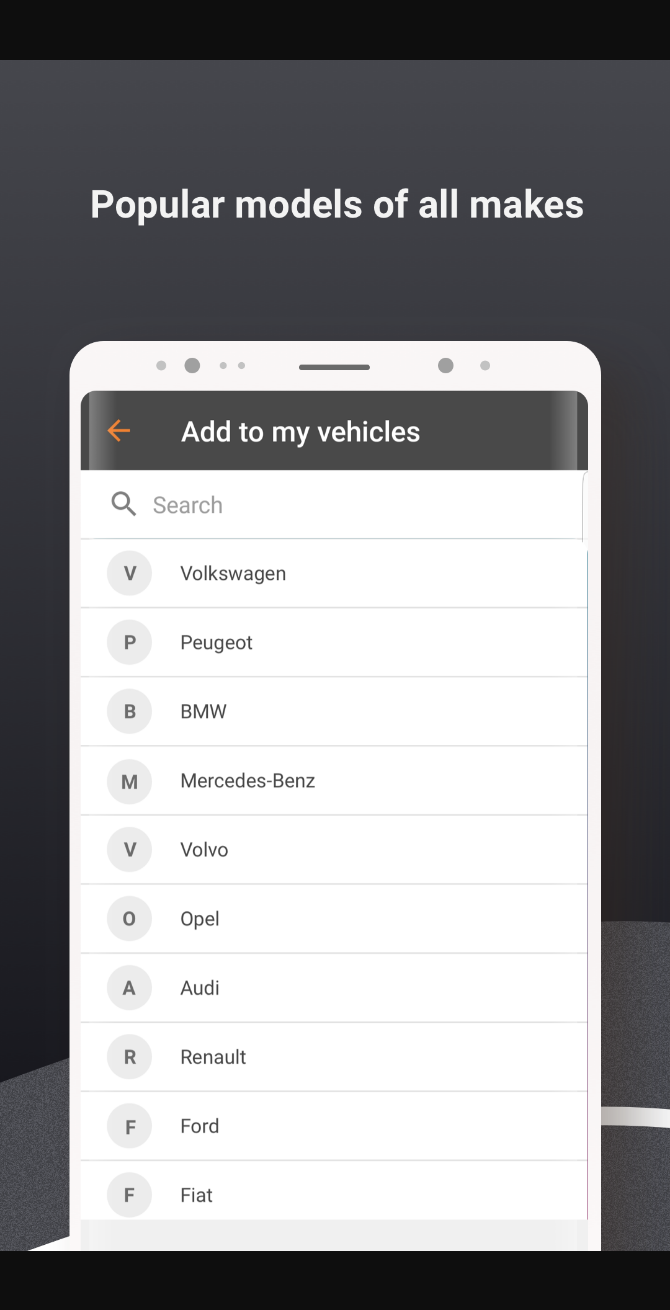 Popular models of all makes
Add to my vehicles
Search
V Volkswagen
P Peugeot
B BMW
M Mercedes-Benz
V Volvo
O Opel
A Audi
R Renault
F Ford
F Fiat